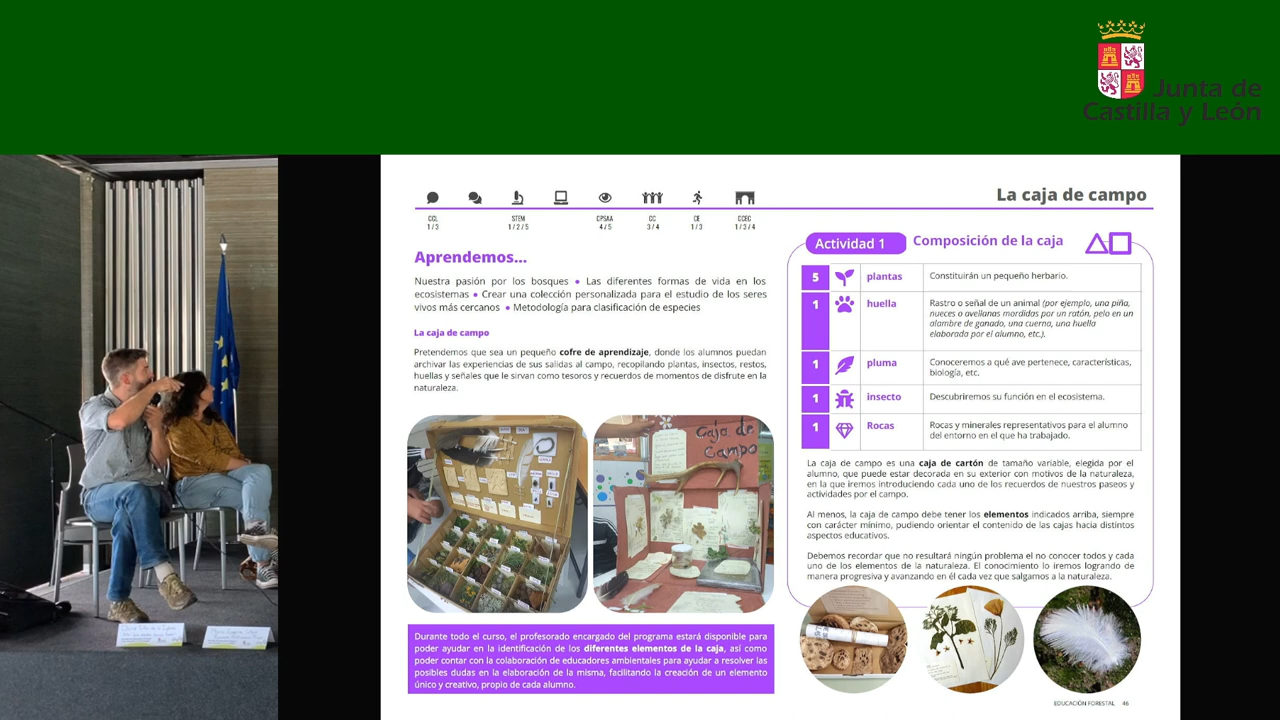 Junta de
Castilla y León
La caja de campo
CCL
1 / 3
STEM
1 / 2 / 5
CPSAA
4 / 5
CC
3 / 4
CE
1 / 3
CCEC
1 / 3 / 4
Aprendemos...
Nuestra pasión por los bosques • Las diferentes formas de vida en los
ecosistemas • Crear una colección personalizada para el estudio de los seres
vivos más cercanos • Metodología para clasificación de especies
La caja de campo
Pretendemos que sea un pequeño cofre de aprendizaje, donde los alumnos puedan
archivar las experiencias de sus salidas al campo, recopilando plantas, insectos, restos,
huellas y señales que le sirvan como tesoros y recuerdos de momentos de disfrute en la
naturaleza.
Caja de
Campo
Durante todo el curso, el profesorado encargado del programa estará disponible para
poder ayudar en la identificación de los diferentes elementos de la caja, así como
poder contar con la colaboración de educadores ambientales para ayudar a resolver las
posibles dudas en la elaboración de la misma, facilitando la creación de un elemento
único y creativo, propio de cada alumno.
Actividad 1
Composición de la caja
5 plantas Constituirán un pequeño herbario.
1 huella Rastro o señal de un animal (por ejemplo, una piña,
nueces o avellanas mordidas por un ratón, pelo en un
alambre de ganado, una cuerna, una huella
elaborada por el alumno, etc.).
1 pluma Conoceremos a qué ave pertenece, características,
biología, etc.
1 insecto Descubriremos su función en el ecosistema.
1 Rocas Rocas y minerales representativos para el alumno
del entorno en el que ha trabajado.
La caja de campo es una caja de cartón de tamaño variable, elegida por el
alumno, que puede estar decorada en su exterior con motivos de la naturaleza,
en la que iremos introduciendo cada uno de los recuerdos de nuestros paseos y
actividades por el campo.
Al menos, la caja de campo debe tener los elementos indicados arriba, siempre
con carácter mínimo, pudiendo orientar el contenido de las cajas hacia distintos
aspectos educativos.
Debemos recordar que no resultará ningún problema el no conocer todos y cada
uno de los elementos de la naturaleza. El conocimiento lo iremos logrando de
manera progresiva y avanzando en él cada vez que salgamos a la naturaleza.
EDUCACIÓN FORESTAL 46